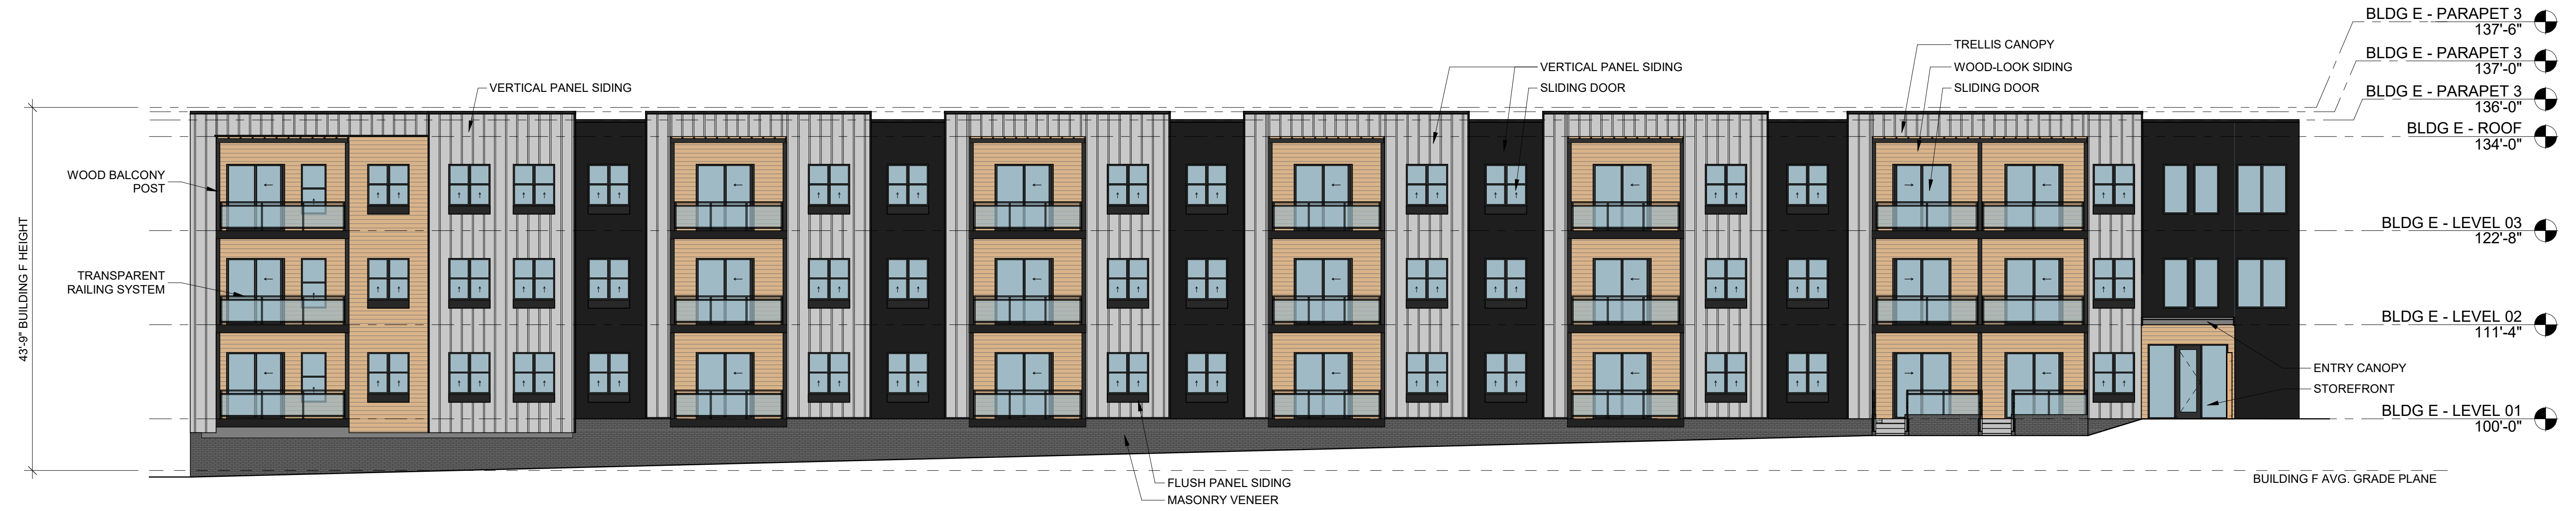 BLDG E - PARAPET 3
137'-6"
BLDG E - PARAPET 3
137'-0"
BLDG E - PARAPET 3
136'-0"
BLDG E - ROOF
134'-0"
BLDG E - LEVEL 03
122'-8"
BLDG E - LEVEL 02
111'-4"
BLDG E - LEVEL 01
100'-0"
TRELLIS CANOPY
WOOD-LOOK SIDING
SLIDING DOOR
VERTICAL PANEL SIDING
SLIDING DOOR
VERTICAL PANEL SIDING
WOOD BALCONY
POST
TRANSPARENT
RAILING SYSTEM
43'-9" BUILDING F HEIGHT
ENTRY CANOPY
STOREFRONT
FLUSH PANEL SIDING
MASONRY VENEER
BUILDING F AVG. GRADE PLANE